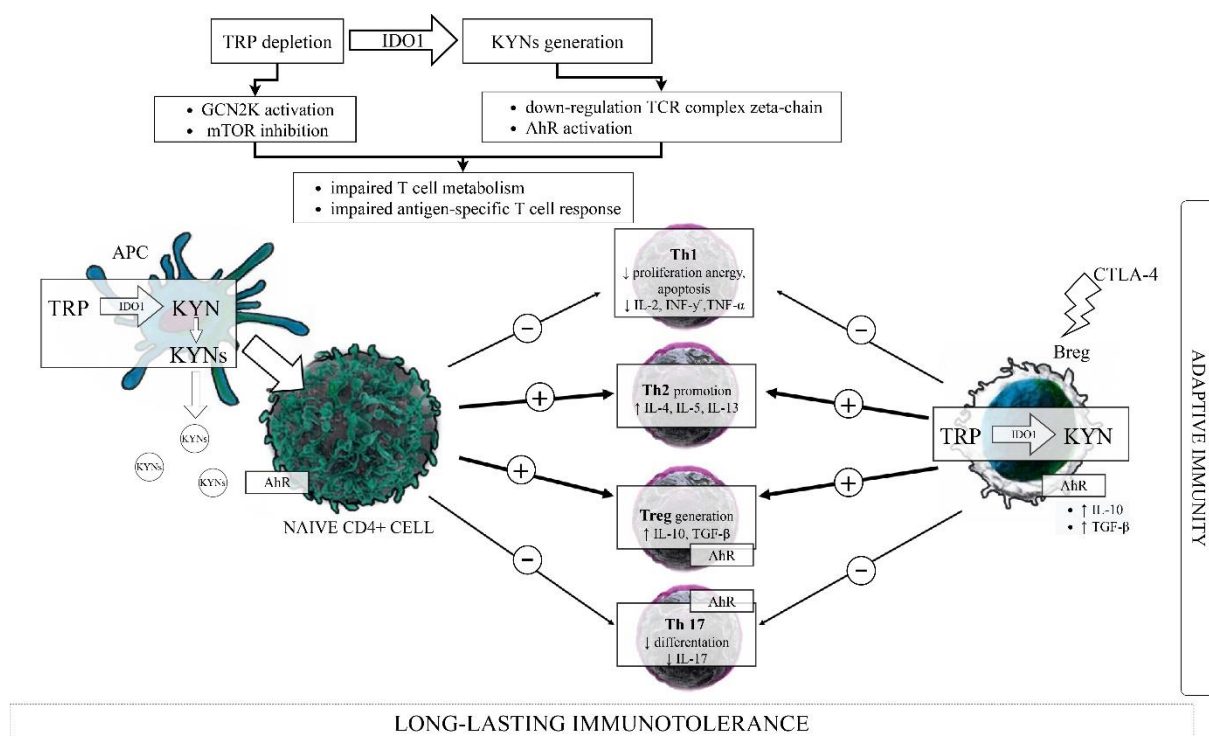 TRP depletion
IDO1
KYNs generation
• GCN2K activation
• mTOR inhibition
• down-regulation TCR complex zeta-chain
• AhR activation
• impaired T cell metabolism
• impaired antigen-specific T cell response
APC
TRP
IDO1
KYN
KYNs
KYNs
KYNs
KYNs
AhR
NAIVE CD4+ CELL
Th1
↓ proliferation anergy,
apoptosis
↓ IL-2, INF-γ, TNF-α
−
−
Th2 promotion
↑ IL-4, IL-5, IL-13
+
+
Treg generation
↑ IL-10, TGF-β
AhR
+
+
AhR
Th 17
↓ differentation
↓ IL-17
−
−
CTLA-4
Breg
TRP
IDO1
KYN
AhR
• ↑ IL-10
• ↑ TGF-β
ADAPTIVE IMMUNITY
LONG-LASTING IMMUNOTOLERANCE